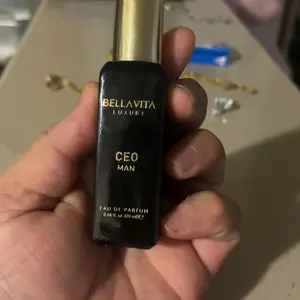 BELLAVITA
LUXURY
CEO
MAN
EAU DE PARFUM